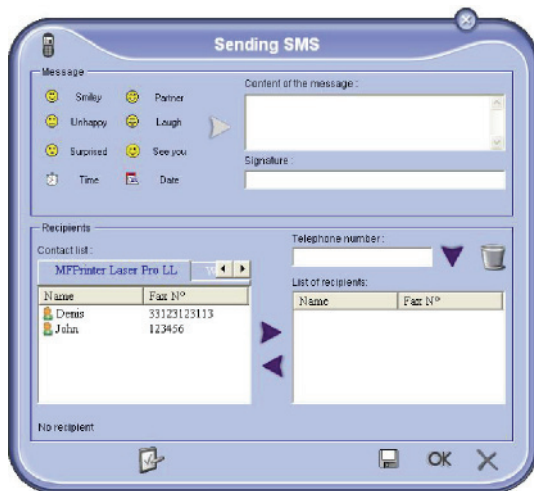 Sending SMS
Message
Smiley Partner
Unhappy Laugh
Surprised See you
Time Date
Content of the message :
Signature :
Recipients
Contact list :
MFPrinter Laser Pro LL
Name Fax Nº
Denis 33123123113
John 123456
Telephone number :
List of recipients:
Name Fax Nº
No recipient
OK